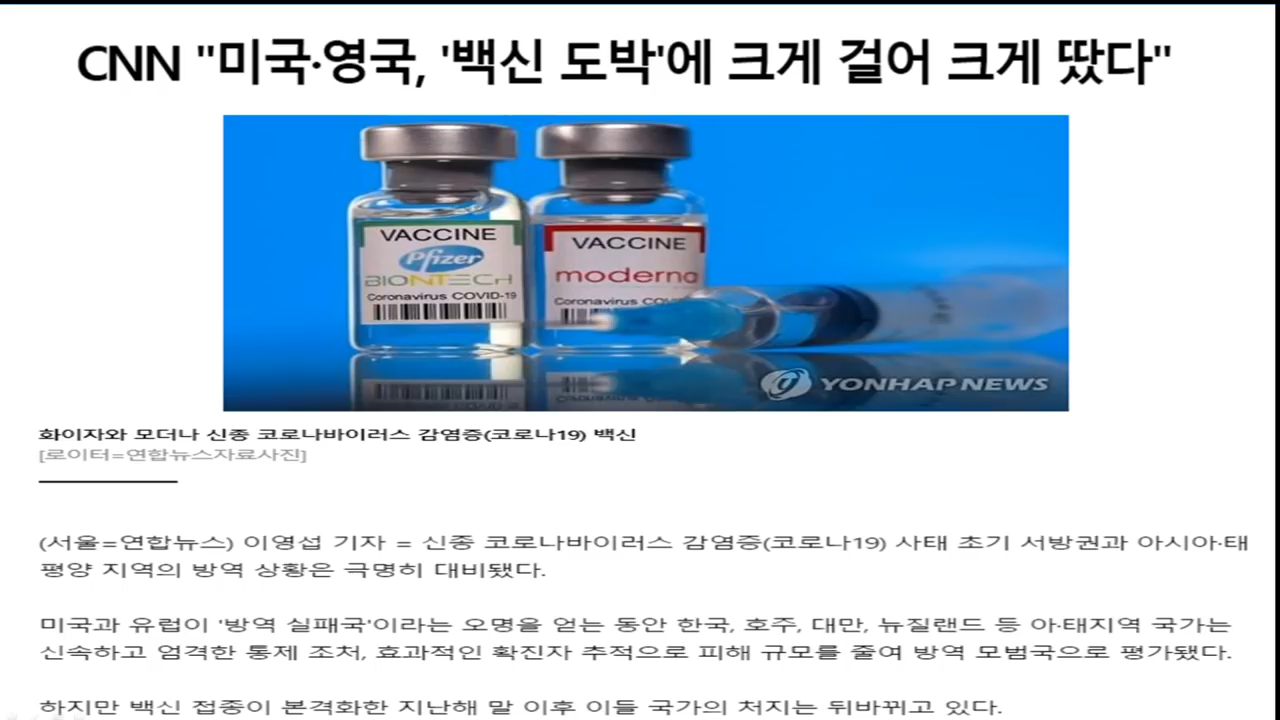 CNN "미국·영국, '백신 도박'에 크게 걸어 크게 땄다"
VACCINE
Pfizer
BIONTECH
Coronavirus COVID-19
VACCINE
moderna
Coronavirus
YONHAP NEWS
화이자와 모더나 신종 코로나바이러스 감염증(코로나19) 백신
[로이터=연합뉴스자료사진]
(서울=연합뉴스) 이영섭 기자 = 신종 코로나바이러스 감염증(코로나19) 사태 초기 서방권과 아시아·태
평양 지역의 방역 상황은 극명히 대비됐다.
미국과 유럽이 '방역 실패국'이라는 오명을 얻는 동안 한국, 호주, 대만, 뉴질랜드 등 아·태지역 국가는
신속하고 엄격한 통제 조처, 효과적인 확진자 추적으로 피해 규모를 줄여 방역 모범국으로 평가됐다.
하지만 백신 접종이 본격화한 지난해 말 이후 이들 국가의 처지는 뒤바뀌고 있다.